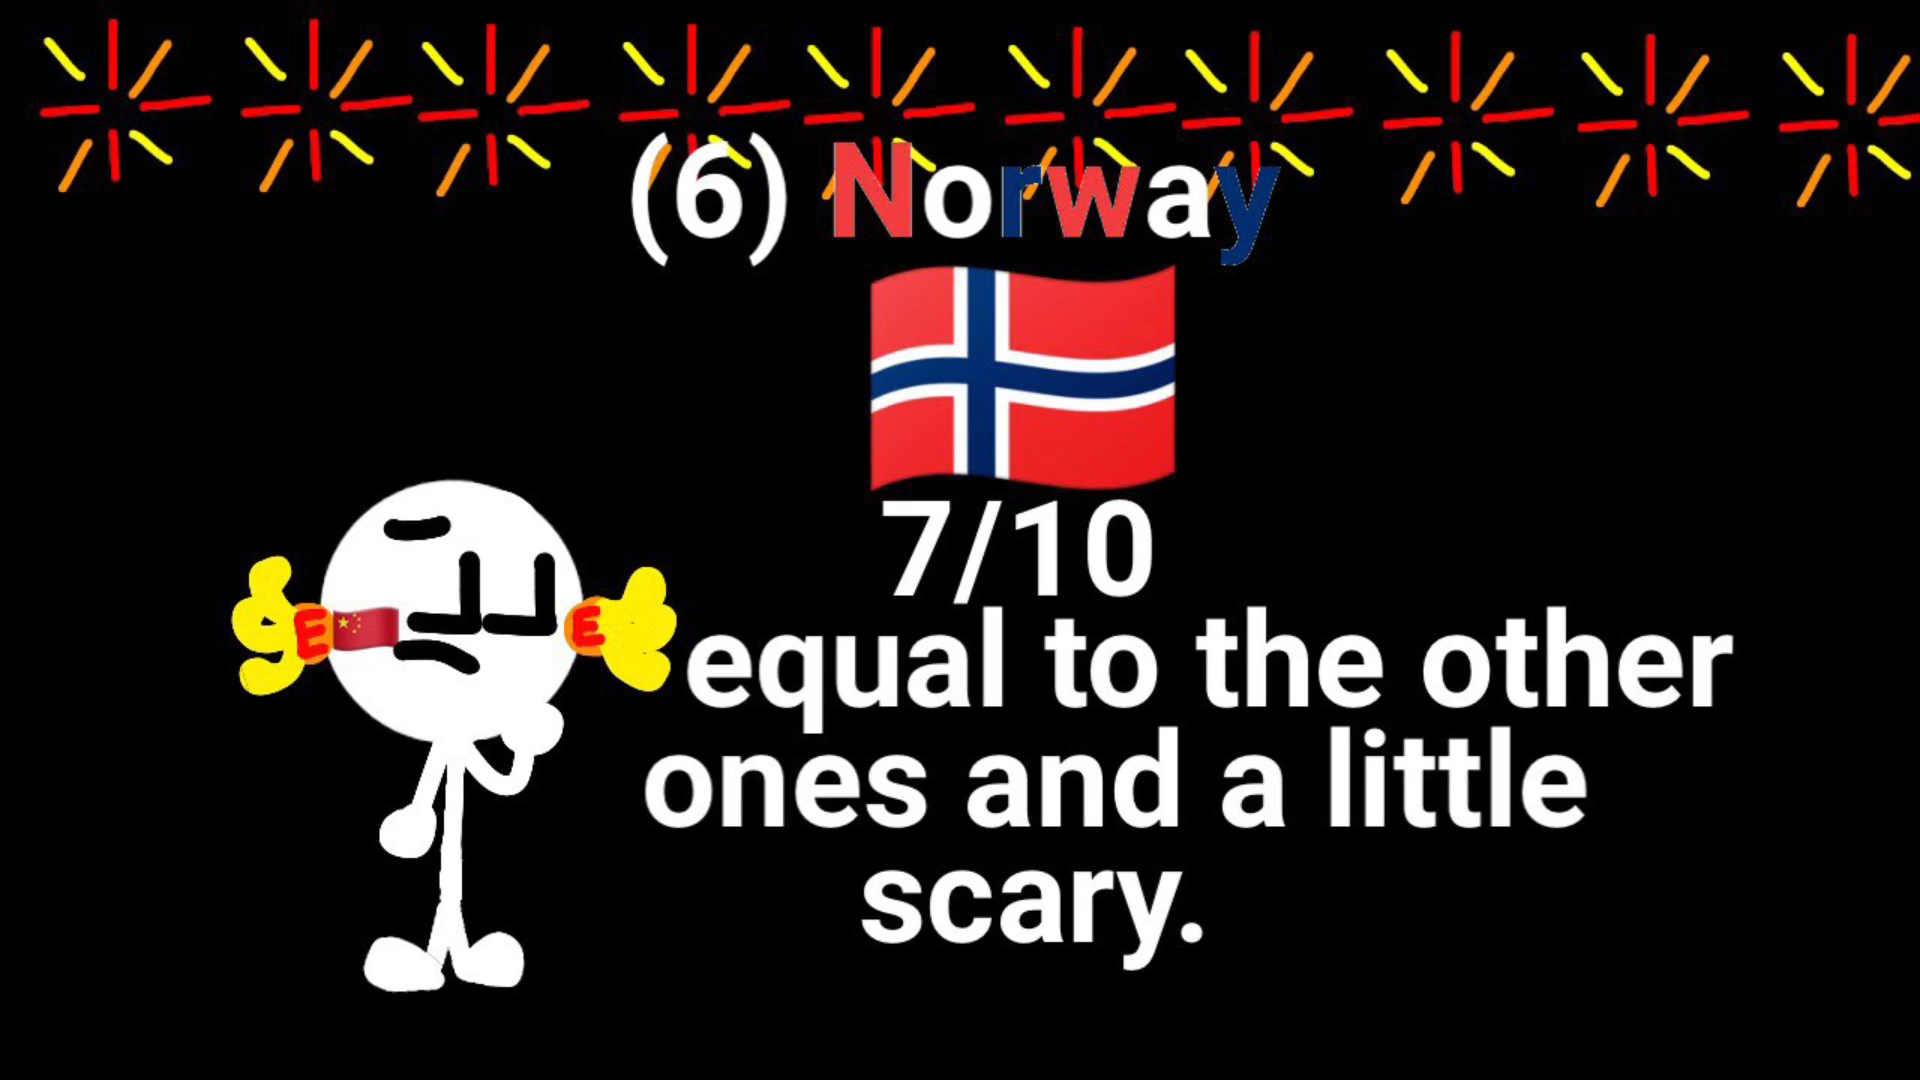 (6) Norway
7/10
E E
equal to the other
ones and a little
scary.